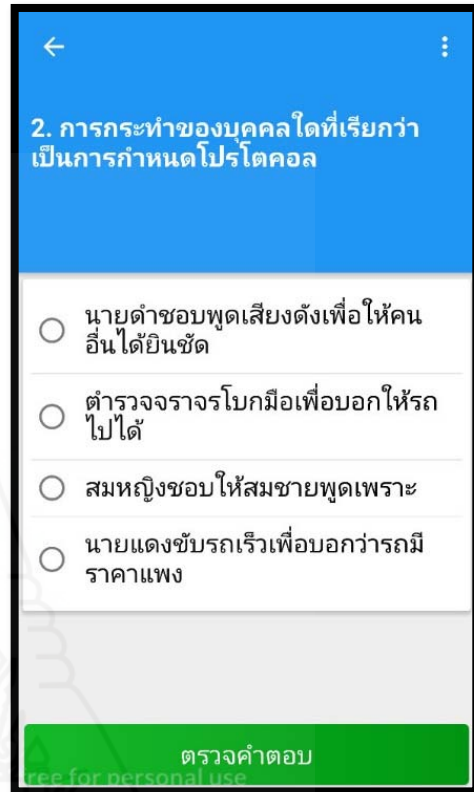 2. การกระทำของบุคคลใดที่เรียกว่า
เป็นการกำหนดโปรโตคอล
นายดำชอบพูดเสียงดังเพื่อให้คน
อื่นได้ยินชัด
ตำรวจจราจรโบกมือเพื่อบอกให้รถ
ไปได้
สมหญิงชอบให้สมชายพูดเพราะ
นายแดงขับรถเร็วเพื่อบอกว่ารถมี
ราคาแพง
ตรวจคำตอบ
ree for personal use